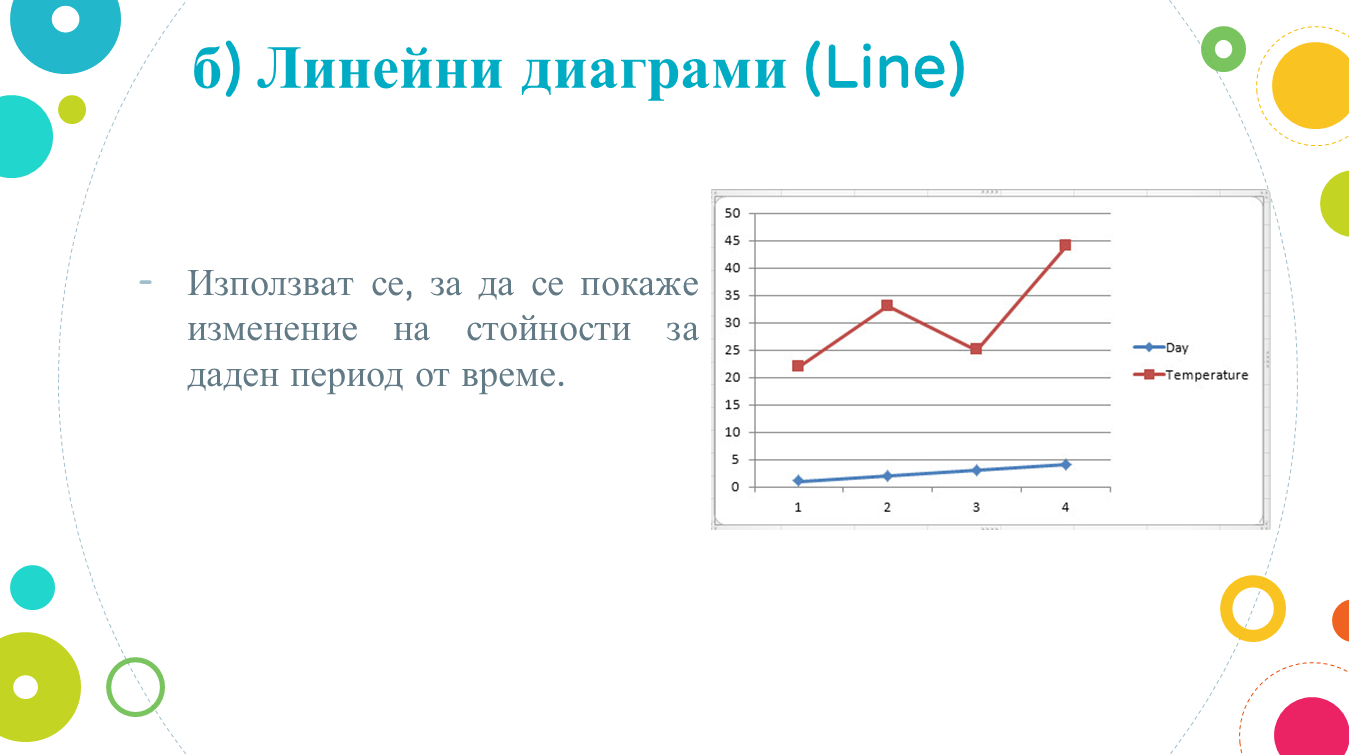 б) Линейни диаграми (Line)
- Използват се, за да се покаже
изменение на стойности за
даден период от време.
50
45
40
35
30
25
20
15
10
5
0
1 2 3 4
Day
Temperature